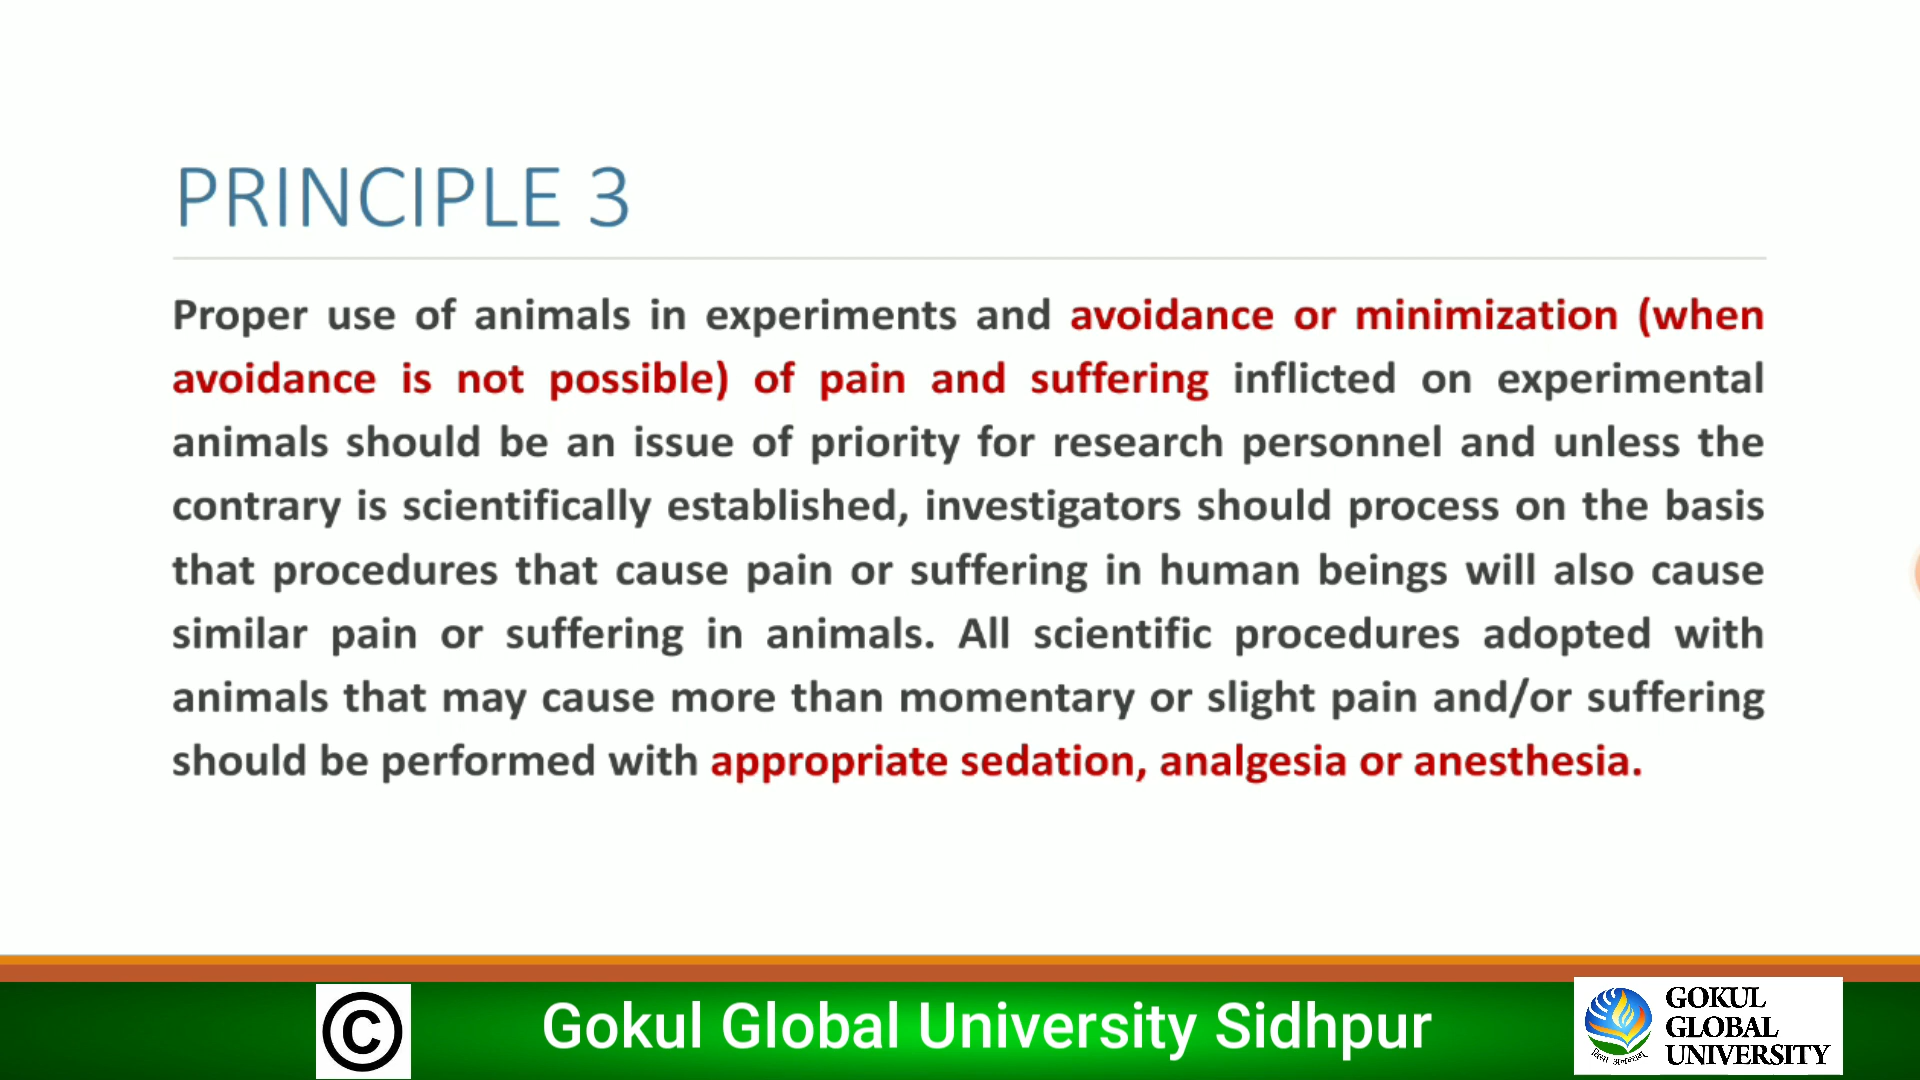 PRINCIPLE 3
Proper use of animals in experiments and avoidance or minimization (when
avoidance is not possible) of pain and suffering inflicted on experimental
animals should be an issue of priority for research personnel and unless the
contrary is scientifically established, investigators should process on the basis
that procedures that cause pain or suffering in human beings will also cause
similar pain or suffering in animals. All scientific procedures adopted with
animals that may cause more than momentary or slight pain and/or suffering
should be performed with appropriate sedation, analgesia or anesthesia.
©
Gokul Global University Sidhpur
GOKUL
GLOBAL
UNIVERSITY